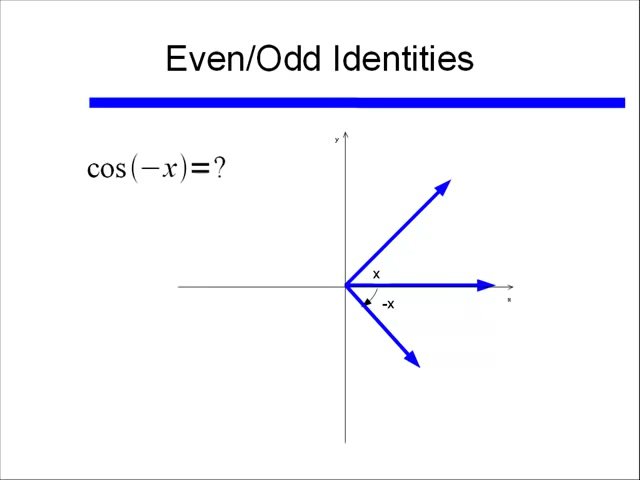 Even/Odd Identities
y
cos(−x)=?
x
-x